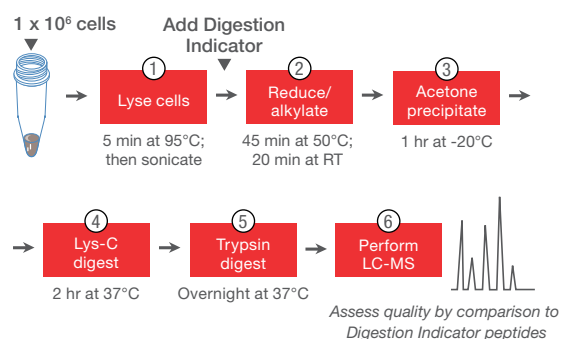 1 x 10⁶ cells
Add Digestion
Indicator
1
Lyse cells
5 min at 95°C;
then sonicate
2
Reduce/
alkylate
45 min at 50°C;
20 min at RT
3
Acetone
precipitate
1 hr at -20°C
4
Lys-C
digest
2 hr at 37°C
5
Trypsin
digest
Overnight at 37°C
6
Perform
LC-MS
Assess quality by comparison to
Digestion Indicator peptides